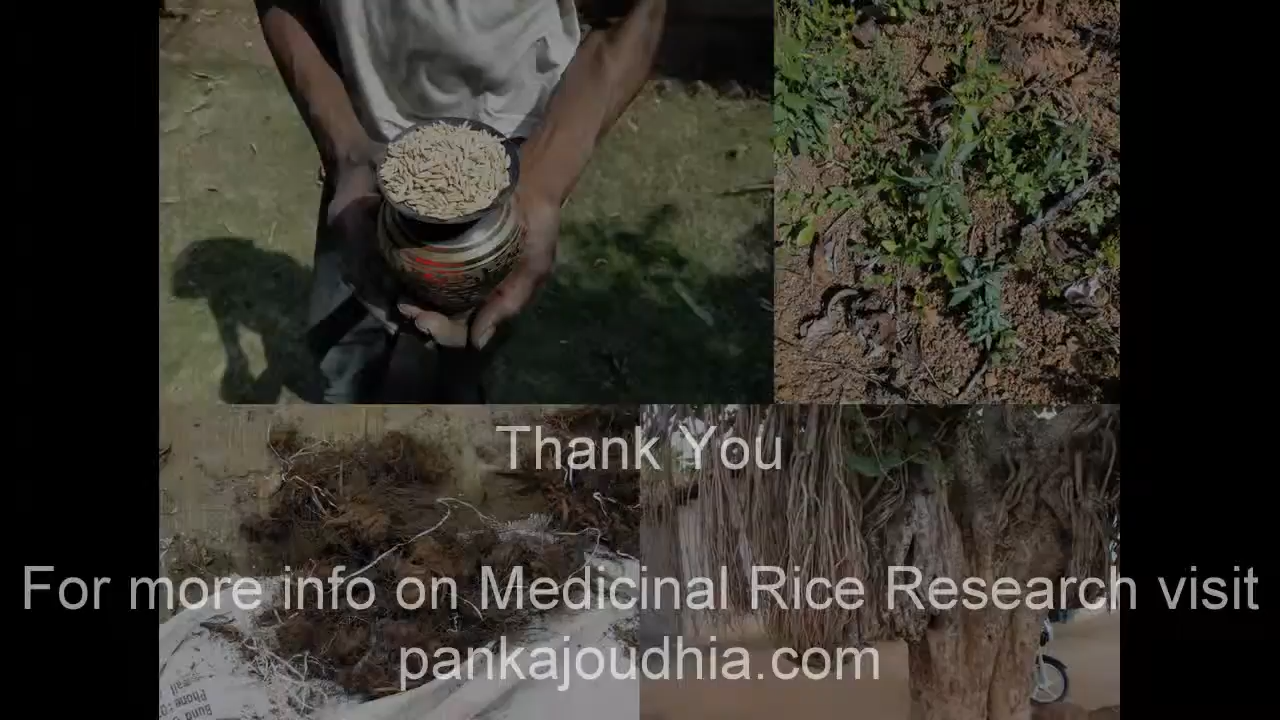 Thank You
For more info on Medicinal Rice Research visit
pankajoudhia.com